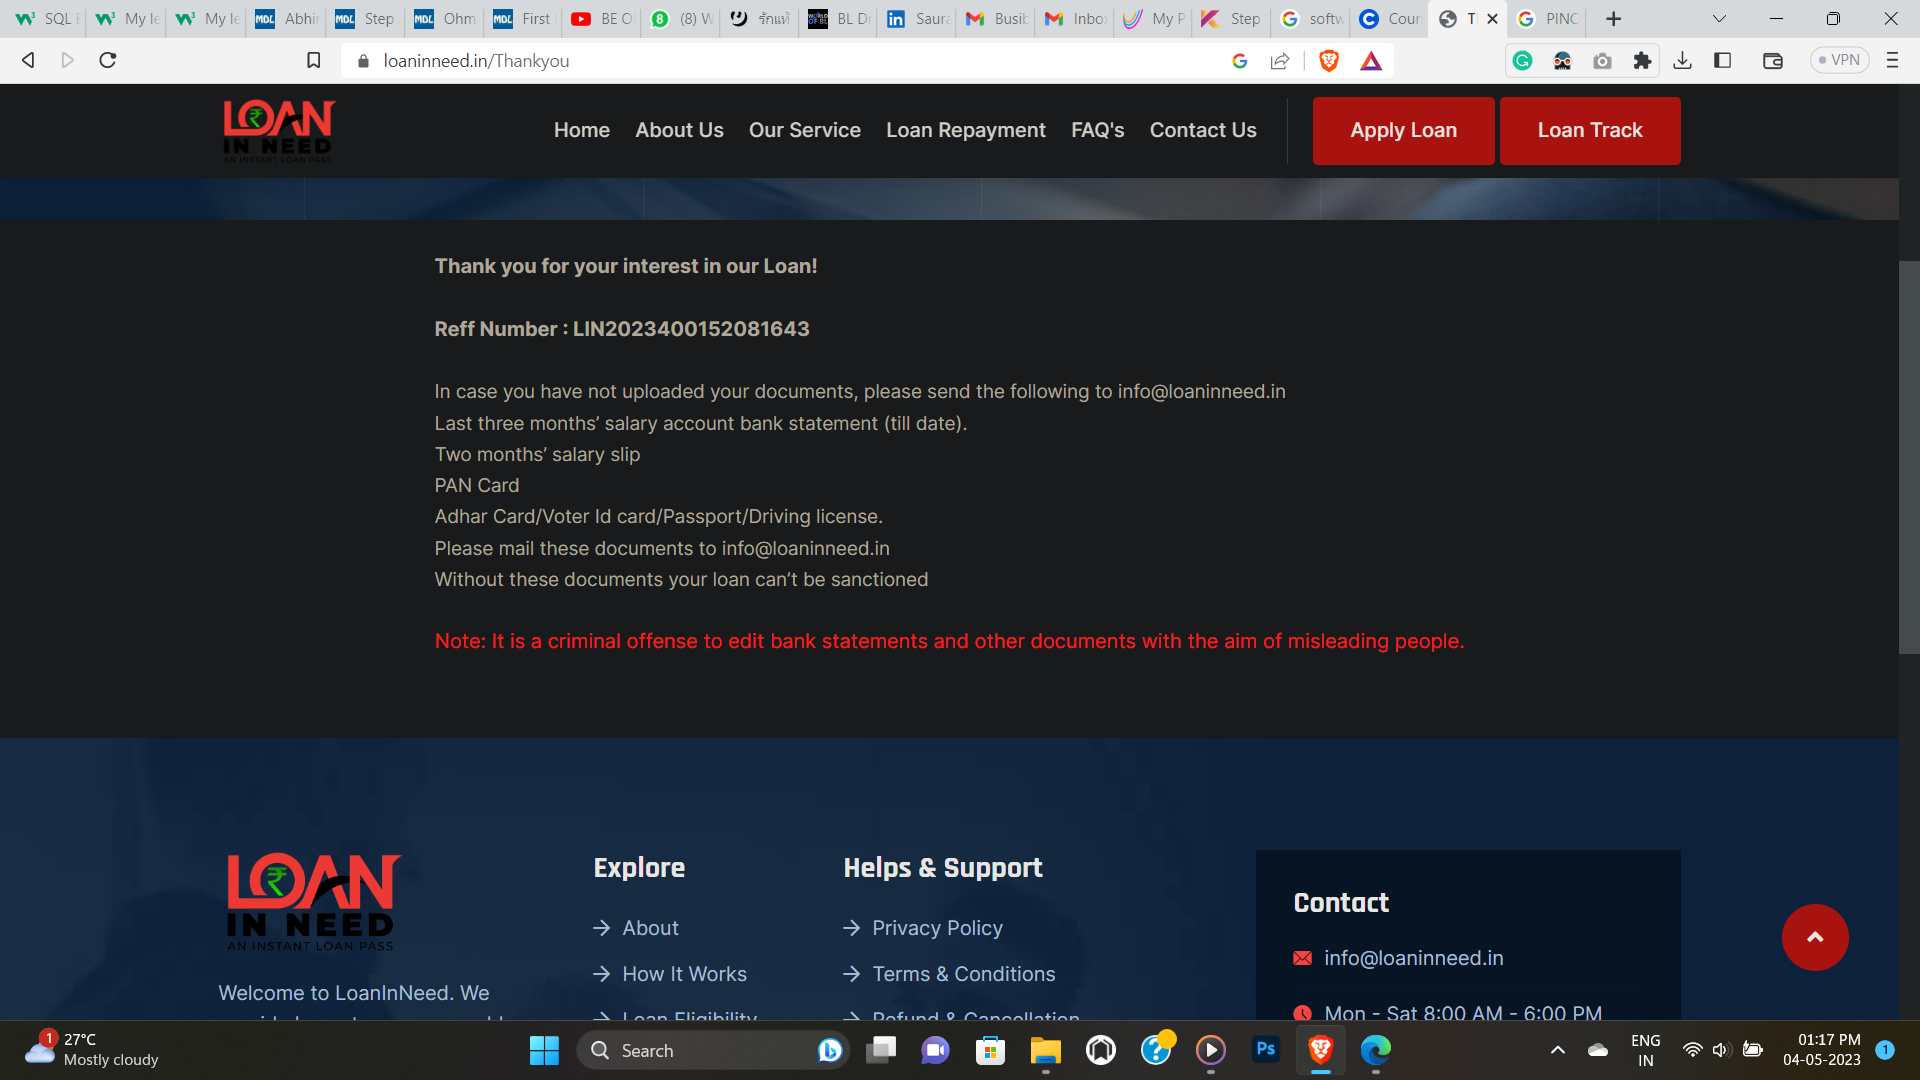 SQL
My le
My le
Abhi
Step
Ohm
First
BE O
(8) W
รักแท้
BL D
Saura
Busib
Inbo
My P
Step
softw
Cour
PINC
loaninneed.in/Thankyou
VPN
LOAN
IN NEED
AN INSTANT LOAN PASS
Home
About Us
Our Service
Loan Repayment
FAQ's
Contact Us
Apply Loan
Loan Track
Thank you for your interest in our Loan!
Reff Number : LIN2023400152081643
In case you have not uploaded your documents, please send the following to info@loaninneed.in
Last three months’ salary account bank statement (till date).
Two months’ salary slip
PAN Card
Adhar Card/Voter Id card/Passport/Driving license.
Please mail these documents to info@loaninneed.in
Without these documents your loan can’t be sanctioned
Note: It is a criminal offense to edit bank statements and other documents with the aim of misleading people.
LOAN
IN NEED
AN INSTANT LOAN PASS
Welcome to LoanInNeed. We
Explore
About
How It Works
Loan Eligibility
Helps & Support
Privacy Policy
Terms & Conditions
Refund & Cancellation
Contact
info@loaninneed.in
Mon - Sat 8:00 AM - 6:00 PM
1
27°C
Mostly cloudy
Search
Ps
ENG
IN
01:17 PM
04-05-2023
1